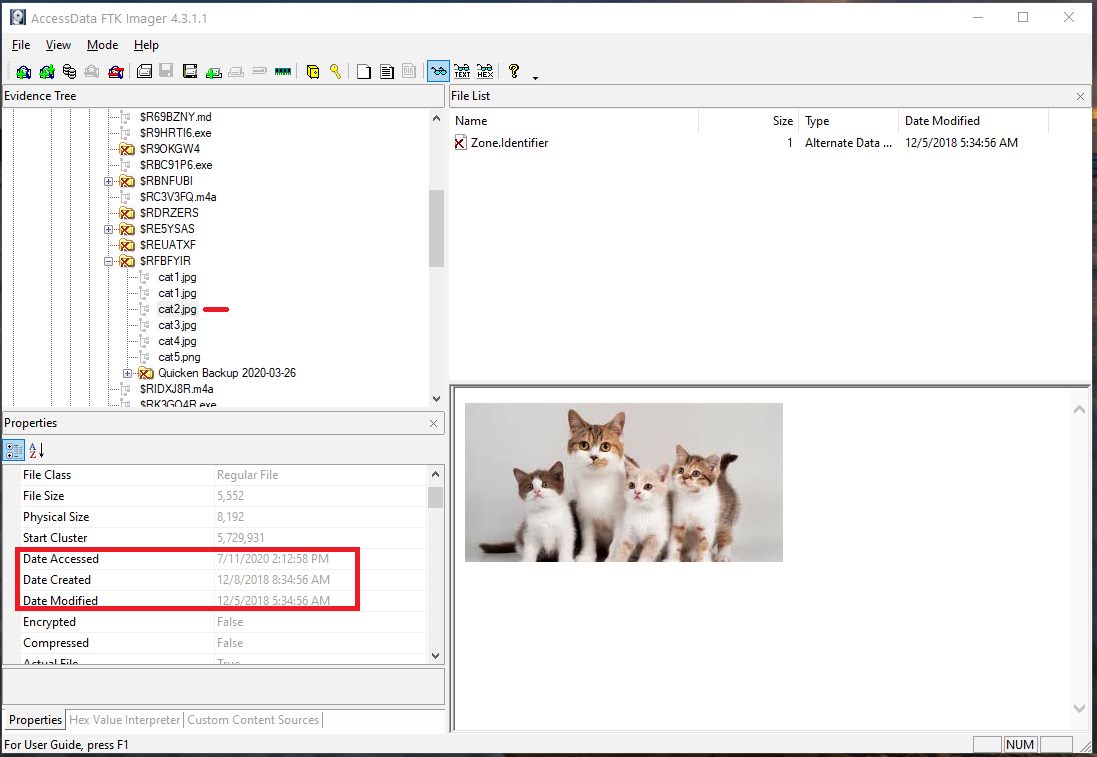 AccessData FTK Imager 4.3.1.1
File View Mode Help
Evidence Tree
$R69BZNY.md
$R9HRTI6.exe
$R9OKGW4
$RBC91P6.exe
$RBNFUBI
$RC3V3FQ.m4a
$RDRZERS
$RE5YSAS
$REUATXF
$RFBFYIR
cat1.jpg
cat1.jpg
cat2.jpg
cat3.jpg
cat4.jpg
cat5.png
Quicken Backup 2020-03-26
$RIDXJ8R.m4a
$RK3GO4R.exe
File List
Name Size Type Date Modified
Zone.Identifier 1 Alternate Data ... 12/5/2018 5:34:56 AM
Properties
File Class Regular File
File Size 5,552
Physical Size 8,192
Start Cluster 5,729,931
Date Accessed 7/11/2020 2:12:58 PM
Date Created 12/8/2018 8:34:56 AM
Date Modified 12/5/2018 5:34:56 AM
Encrypted False
Compressed False
Actual File True
Properties Hex Value Interpreter Custom Content Sources
For User Guide, press F1
NUM